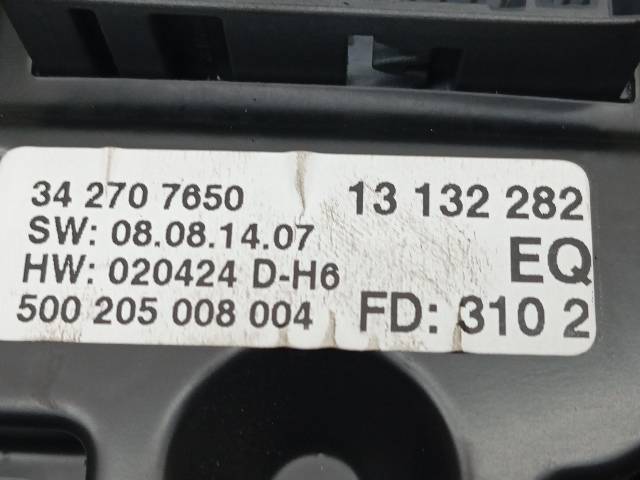 34 270 7650 13 132 282
SW: 08.08.14.07
HW: 020424 D-H6 EQ
500 205 008 004 FD: 310 2